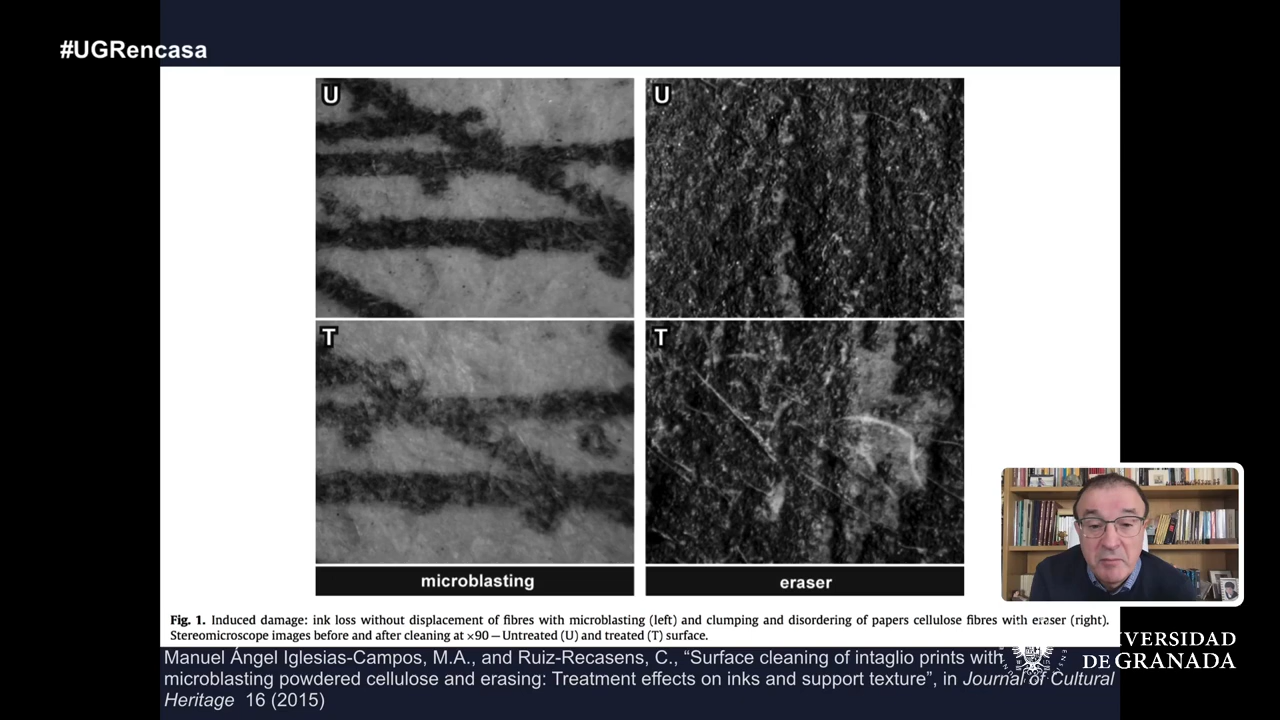 #UGRencasa
U
U
T
T
microblasting
eraser
Fig. 1. Induced damage: ink loss without displacement of fibres with microblasting (left) and clumping and disordering of papers cellulose fibres with eraser (right).
Stereomicroscope images before and after cleaning at ×90 – Untreated (U) and treated (T) surface.
Manuel Ángel Iglesias-Campos, M.A., and Ruiz-Recasens, C., “Surface cleaning of intaglio prints with
microblasting powdered cellulose and erasing: Treatment effects on inks and support texture”, in Journal of Cultural
Heritage 16 (2015)
DE GRANADA